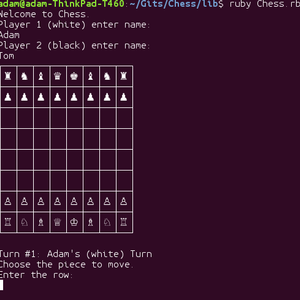 adam@adam-ThinkPad-T460:~/Gits/Chess/lib$ ruby Chess.rb
Welcome to Chess.
Player 1 (white) enter name:
Adam
Player 2 (black) enter name:
Tom
♜ ♞ ♝ ♛ ♚ ♝ ♞ ♜
♟ ♟ ♟ ♟ ♟ ♟ ♟ ♟
♙ ♙ ♙ ♙ ♙ ♙ ♙ ♙
♖ ♘ ♗ ♕ ♔ ♗ ♘ ♖
Turn #1: Adam's (white) Turn
Choose the piece to move.
Enter the row: